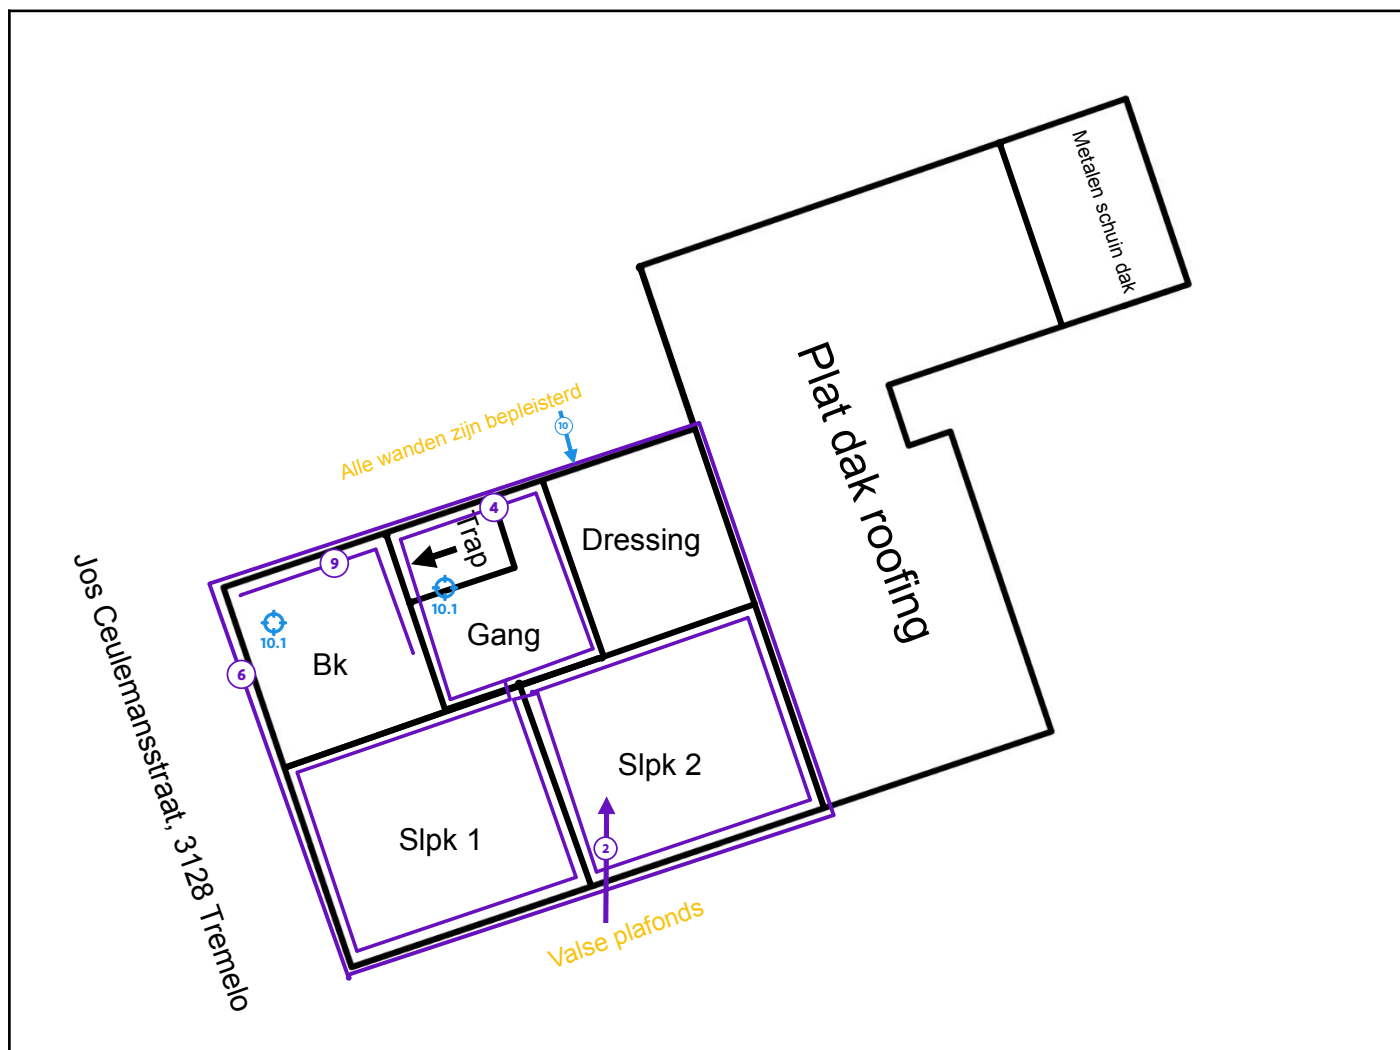 Metalen schuin dak
Plat dak roofing
Alle wanden zijn bepleisterd
10
4
Trap
Dressing
9
10.1
10.1
Gang
Bk
6
Jos Ceulemansstraat, 3128 Tremelo
Slpk 2
Slpk 1
2
Valse plafonds